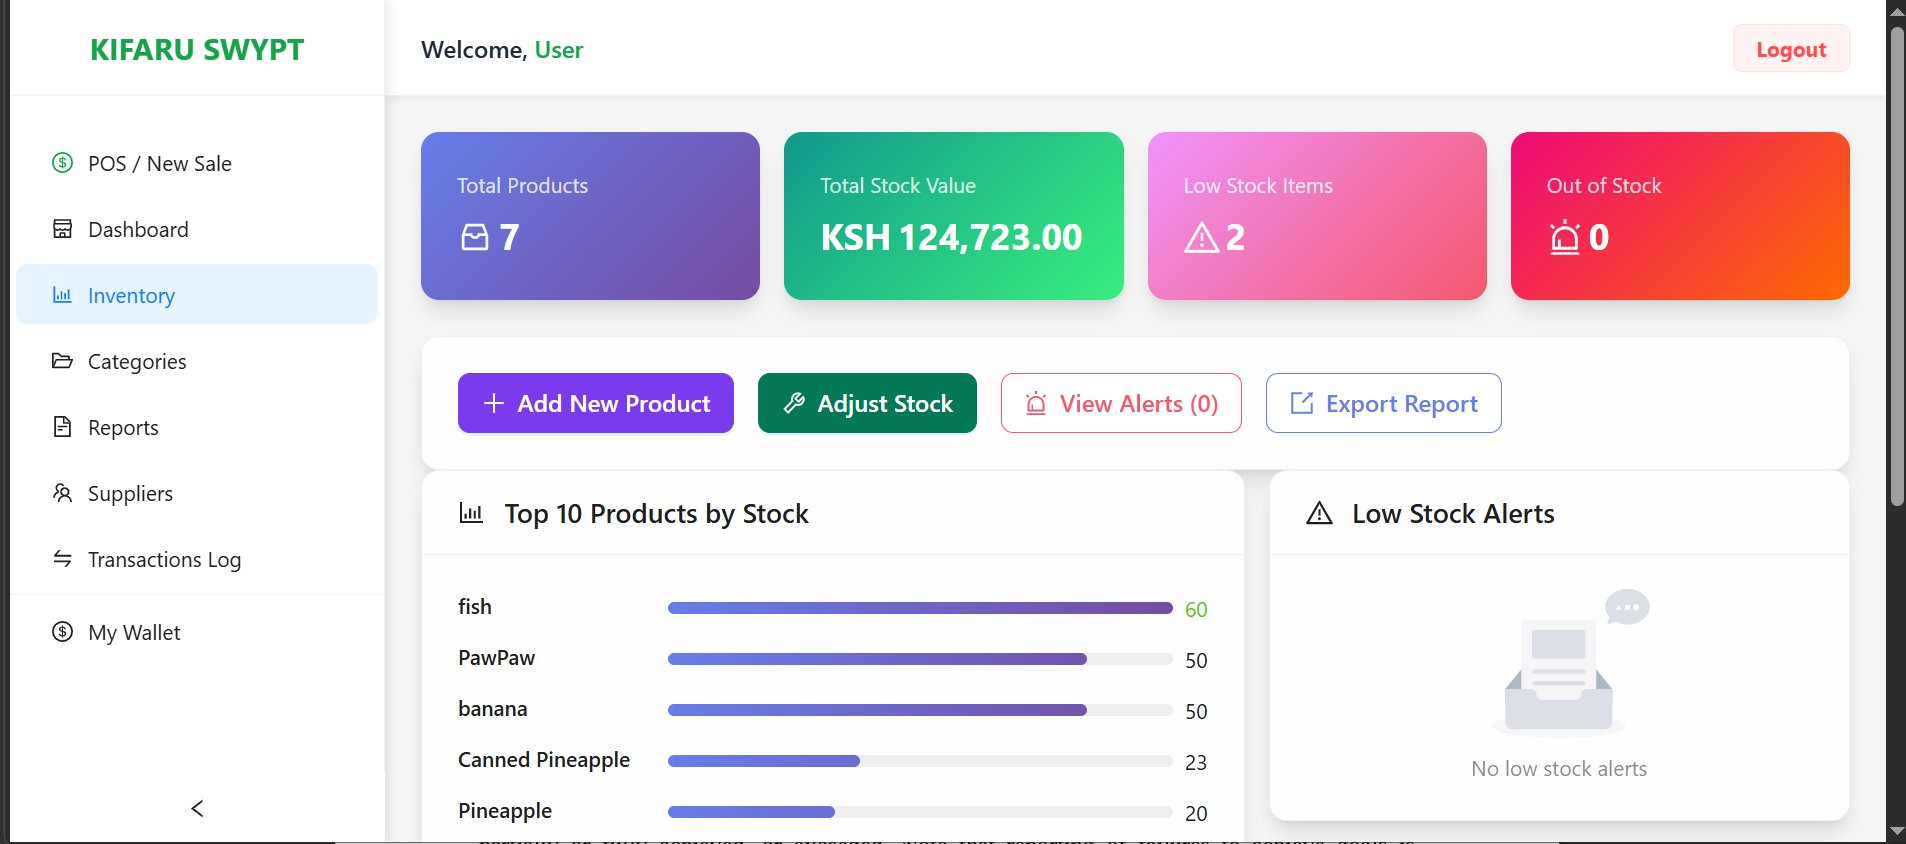 KIFARU SWYPT
Welcome, User
Logout
POS / New Sale
Dashboard
Inventory
Categories
Reports
Suppliers
Transactions Log
My Wallet
Total Products
7
Total Stock Value
KSH 124,723.00
Low Stock Items
2
Out of Stock
0
Add New Product
Adjust Stock
View Alerts (0)
Export Report
Top 10 Products by Stock
fish 60
PawPaw 50
banana 50
Canned Pineapple 23
Pineapple 20
Low Stock Alerts
No low stock alerts